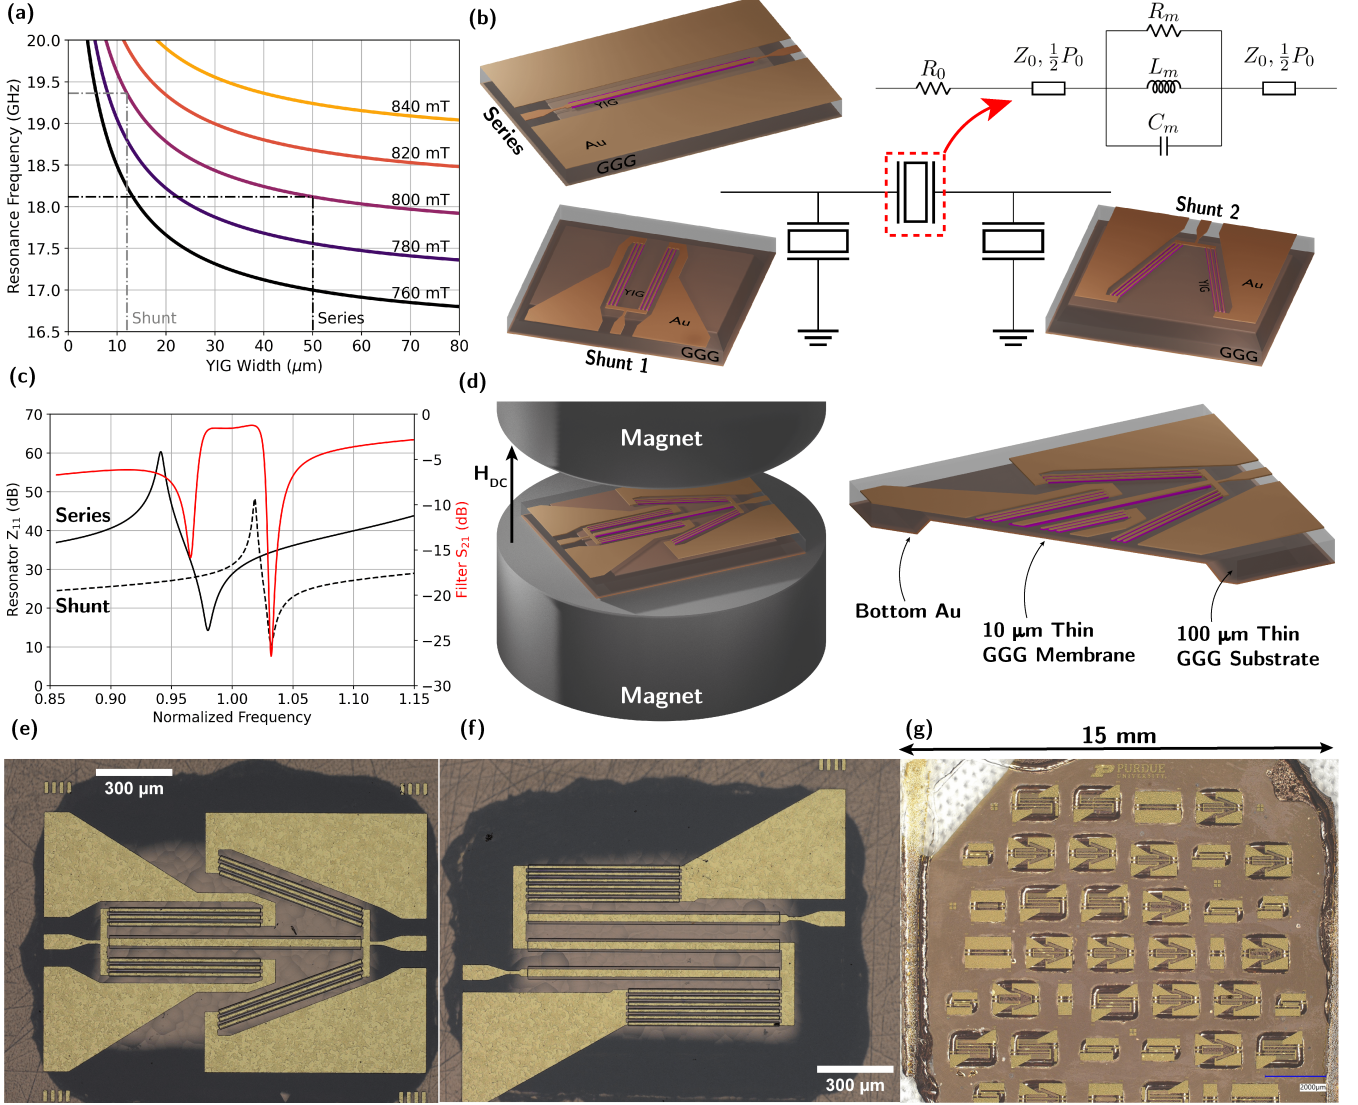 (a)
20.0
19.5
19.0
18.5
18.0
17.5
17.0
16.5
Resonance Frequency (GHz)
840 mT
820 mT
800 mT
780 mT
760 mT
Shunt
Series
0 10 20 30 40 50 60 70 80
YIG Width (μm)
(b)
Series
YIG
Au
GGG
R0
Z0, ½P0
Rm
Lm
Cm
Z0, ½P0
YIG
Au
GGG
Shunt 1
Shunt 2
YIG
Au
GGG
(c)
70
60
50
40
30
20
10
0
Resonator Z11 (dB)
Series
Shunt
0
−5
−10
−15
−20
−25
−30
Filter S21 (dB)
0.85 0.90 0.95 1.00 1.05 1.10 1.15
Normalized Frequency
(d)
Magnet
HDC
Magnet
Bottom Au
10 μm Thin
GGG Membrane
100 μm Thin
GGG Substrate
(e)
300 μm
(f)
300 μm
(g)
15 mm
P PURDUE
UNIVERSITY
2000μm